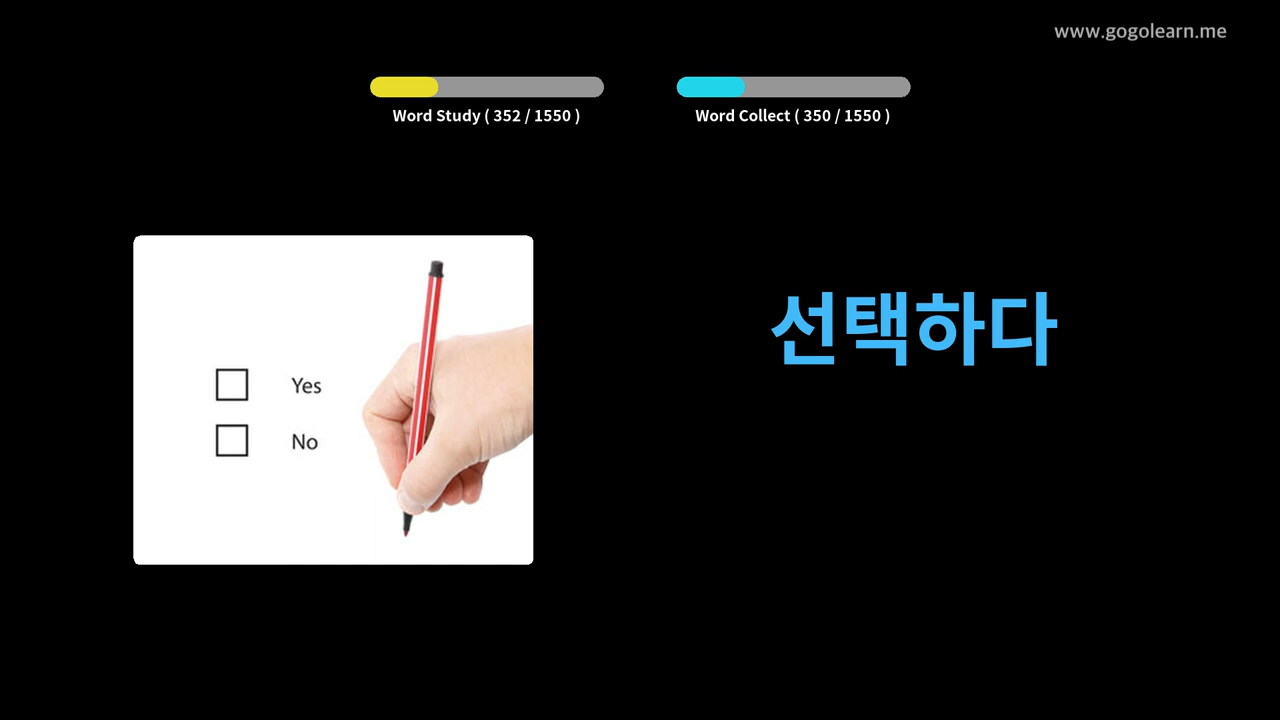 www.gogolearn.me
Word Study ( 352 / 1550 )
Word Collect ( 350 / 1550 )
선택하다
Yes
No